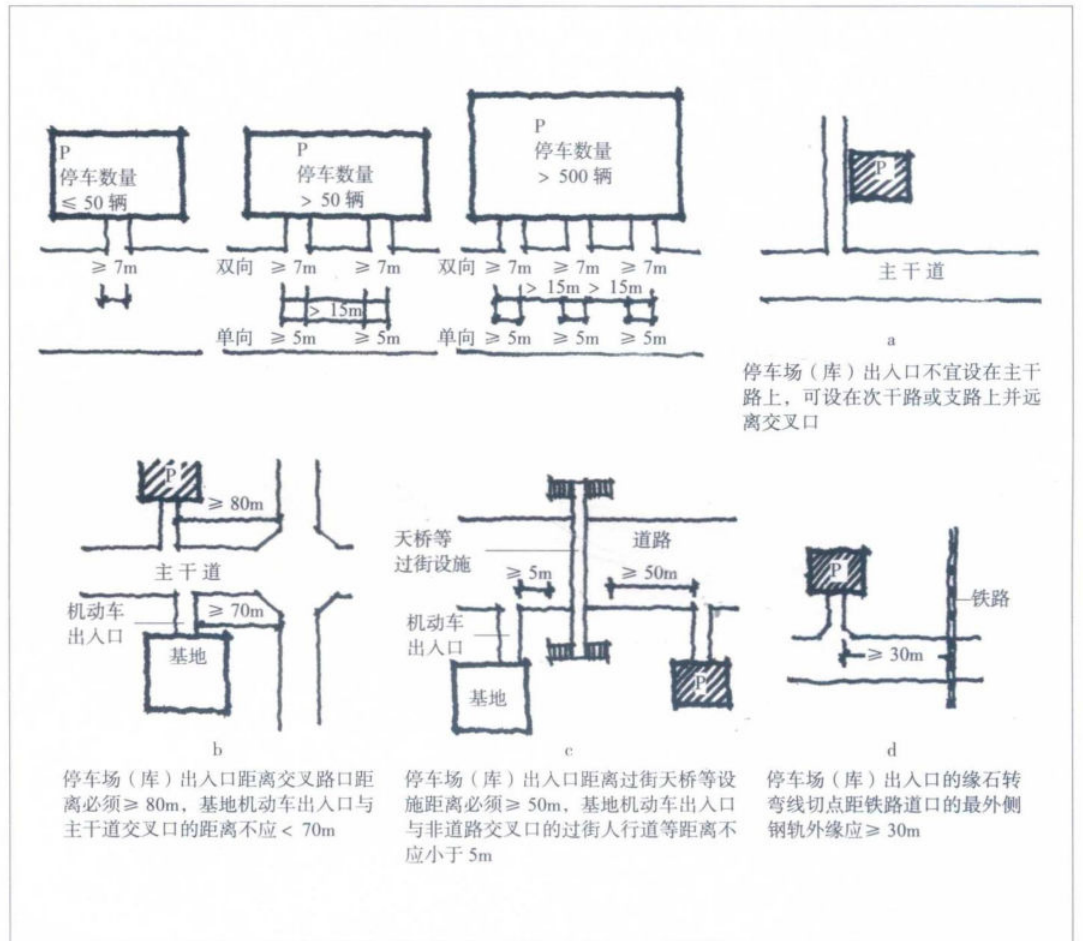 P
停车数量
≤ 50 辆
≥ 7m
P
停车数量
> 50 辆
双向 ≥ 7m ≥ 7m
> 15m
单向 ≥ 5m ≥ 5m
P
停车数量
> 500 辆
双向 ≥ 7m ≥ 7m ≥ 7m
> 15m > 15m
单向 ≥ 5m ≥ 5m ≥ 5m
P
主干道
a
停车场（库）出入口不宜设在主干
路上，可设在次干路或支路上并远
离交叉口
P
≥ 80m
主干道
机动车
出入口
≥ 70m
基地
b
停车场（库）出入口距离交叉路口距
离必须≥ 80m，基地机动车出入口与
主干道交叉口的距离不应 < 70m
天桥等
过街设施
道路
≥ 5m
≥ 50m
机动车
出入口
基地
P
c
停车场（库）出入口距离过街天桥等设
施距离必须≥ 50m，基地机动车出入口
与非道路交叉口的过街人行道等距离不
应小于 5m
P
铁路
≥ 30m
d
停车场（库）出入口的缘石转
弯线切点距铁路道口的最外侧
钢轨外缘应≥ 30m